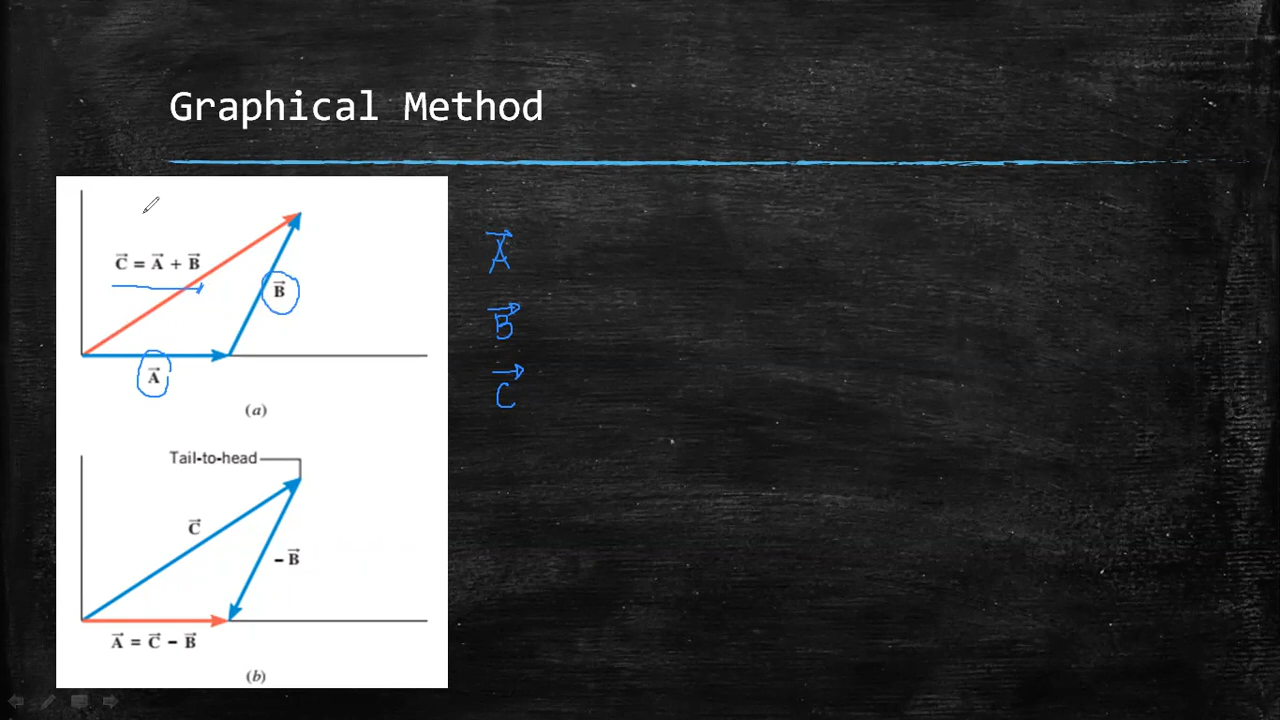 Graphical Method
C⃗ = A⃗ + B⃗
B⃗
A⃗
(a)
Tail-to-head
C⃗
– B⃗
A⃗ = C⃗ – B⃗
(b)
A⃗
B⃗
C⃗